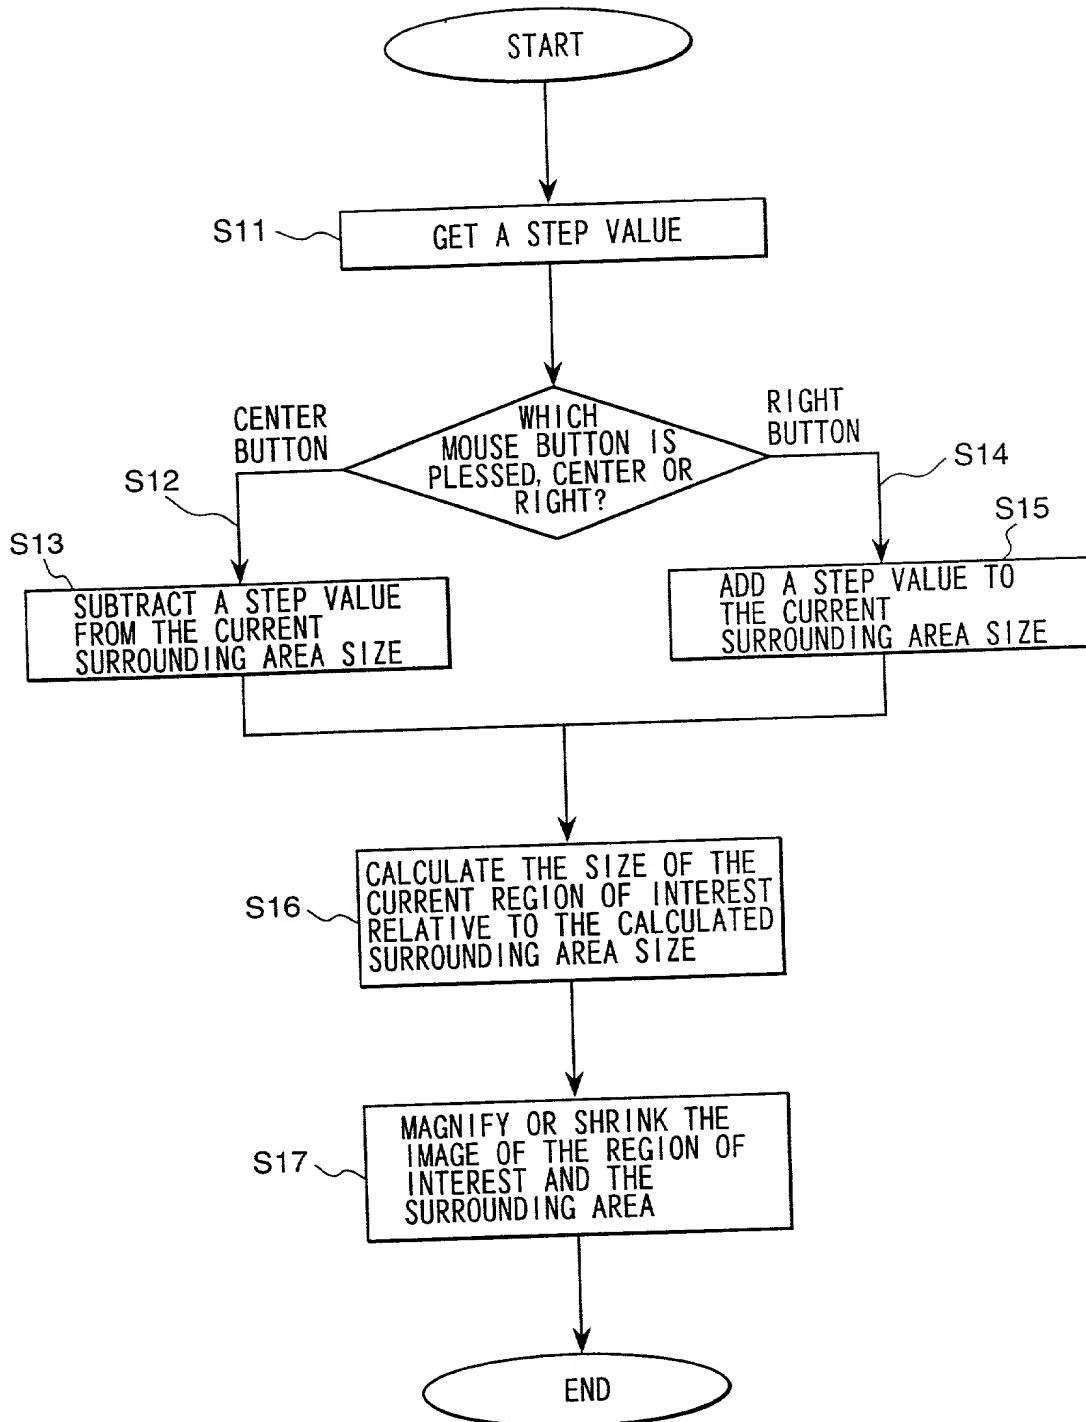 START
S11
GET A STEP VALUE
CENTER
BUTTON
WHICH
MOUSE BUTTON IS
PLESSED, CENTER OR
RIGHT?
RIGHT
BUTTON
S12
S14
S13
SUBTRACT A STEP VALUE
FROM THE CURRENT
SURROUNDING AREA SIZE
S15
ADD A STEP VALUE TO
THE CURRENT
SURROUNDING AREA SIZE
S16
CALCULATE THE SIZE OF THE
CURRENT REGION OF INTEREST
RELATIVE TO THE CALCULATED
SURROUNDING AREA SIZE
S17
MAGNIFY OR SHRINK THE
IMAGE OF THE REGION OF
INTEREST AND THE
SURROUNDING AREA
END